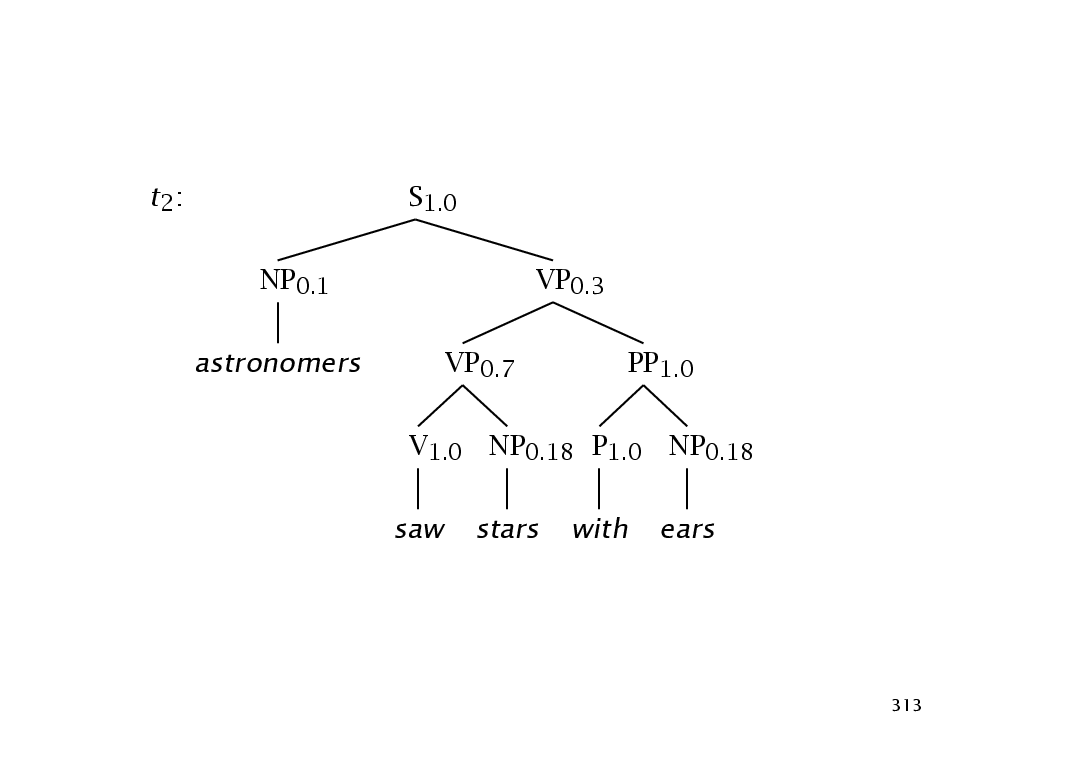 t2: S1.0
NP0.1 VP0.3
astronomers VP0.7 PP1.0
V1.0 NP0.18 P1.0 NP0.18
saw stars with ears
313